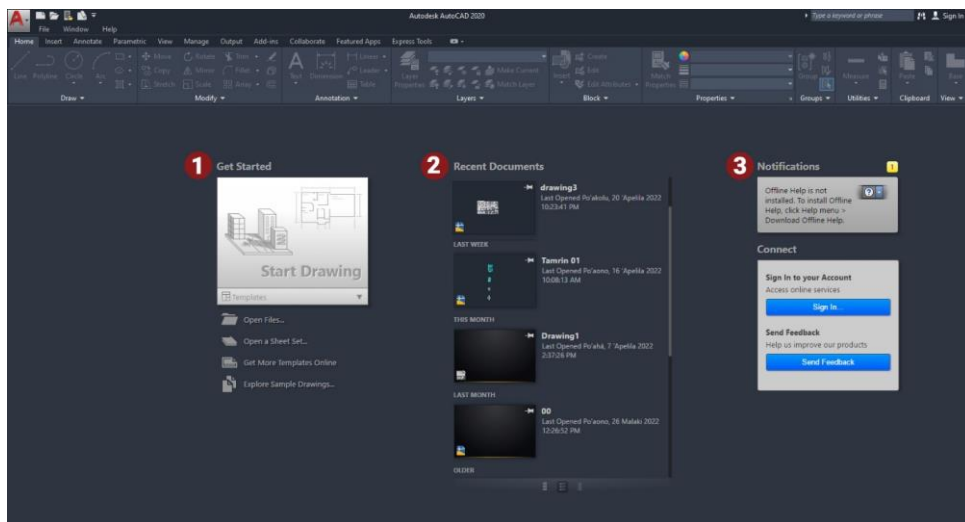 A
Autodesk AutoCAD 2020
Type a keyword or phrase
Sign In
File Window Help
Home Insert Annotate Parametric View Manage Output Add-ins Collaborate Featured Apps Express Tools
Line Polyline Circle Arc
Move Rotate Trim
Copy Mirror Fillet
Stretch Scale Array
Text Dimension
Linear
Leader
Table
Layer Properties
Make Current
Match Layer
Insert
Create
Edit
Edit Attributes
Match Properties
Group
Measure
Paste
Base
Draw Modify Annotation Layers Block Properties Groups Utilities Clipboard View
1 Get Started
Start Drawing
Templates
Open Files...
Open a Sheet Set...
Get More Templates Online
Explore Sample Drawings...
2 Recent Documents
drawing3
Last Opened Po'akolu, 20 'Apelila 2022
10:23:41 PM
LAST WEEK
Tamrin 01
Last Opened Po'aono, 16 'Apelila 2022
10:08:13 AM
THIS MONTH
Drawing1
Last Opened Po'ahá, 7 'Apelila 2022
2:37:28 PM
LAST MONTH
00
Last Opened Po'aono, 26 Malaki 2022
12:26:52 PM
OLDER
3 Notifications
1
Offline Help is not
installed. To install Offline
Help, click Help menu >
Download Offline Help.
Connect
Sign In to your Account
Access online services
Sign In...
Send Feedback
Help us improve our products
Send Feedback